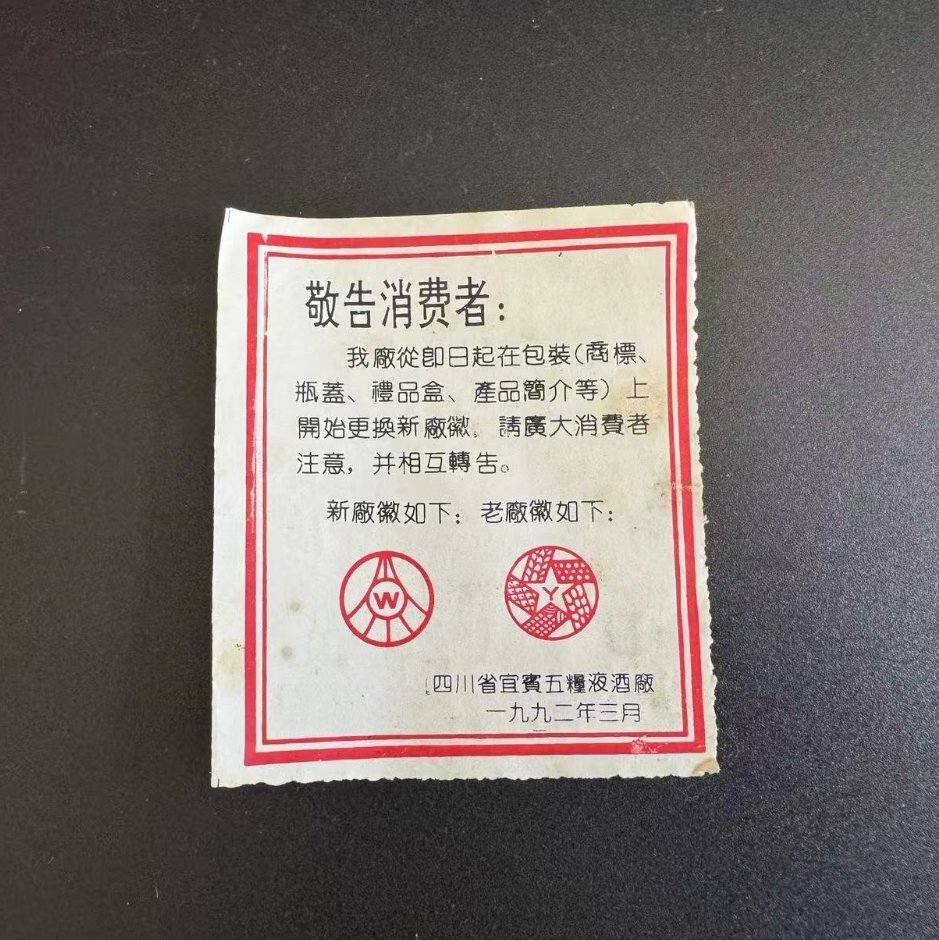 敬告消费者：
我廠從即日起在包裝（商標、
瓶蓋、禮品盒、產品簡介等）上
開始更換新廠徽，請廣大消費者
注意，并相互轉告。
新廠徽如下；老廠徽如下：
W
Y
四川省宜賓五糧液酒廠
一九九二年三月